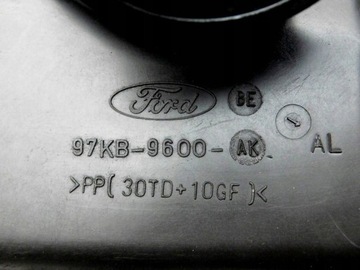 Ford BE
97KB-9600-AK AL
>PP[30TD+10GF]<